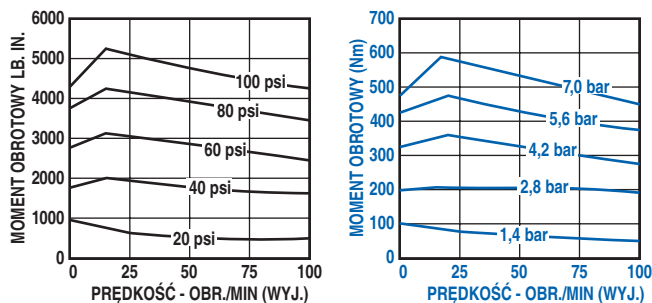 MOMENT OBROTOWY LB. IN.
6000
5000
4000
3000
2000
1000
0
100 psi
80 psi
60 psi
40 psi
20 psi
0 25 50 75 100
PRĘDKOŚĆ - OBR./MIN (WYJ.)
MOMENT OBROTOWY (Nm)
700
600
500
400
300
200
100
0
7,0 bar
5,6 bar
4,2 bar
2,8 bar
1,4 bar
0 25 50 75 100
PRĘDKOŚĆ - OBR./MIN (WYJ.)